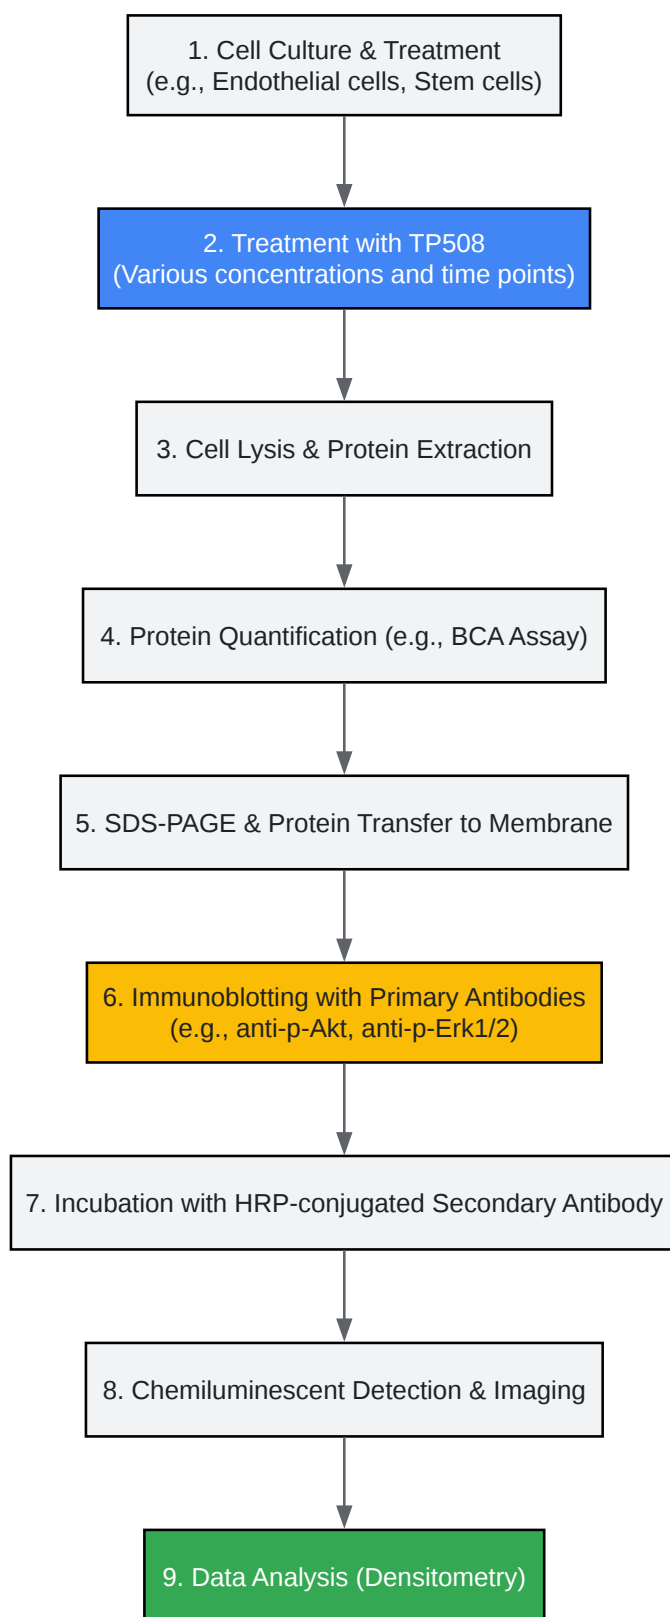 1. Cell Culture & Treatment
(e.g., Endothelial cells, Stem cells)
2. Treatment with TP508
(Various concentrations and time points)
3. Cell Lysis & Protein Extraction
4. Protein Quantification (e.g., BCA Assay)
5. SDS-PAGE & Protein Transfer to Membrane
6. Immunoblotting with Primary Antibodies
(e.g., anti-p-Akt, anti-p-Erk1/2)
7. Incubation with HRP-conjugated Secondary Antibody
8. Chemiluminescent Detection & Imaging
9. Data Analysis (Densitometry)